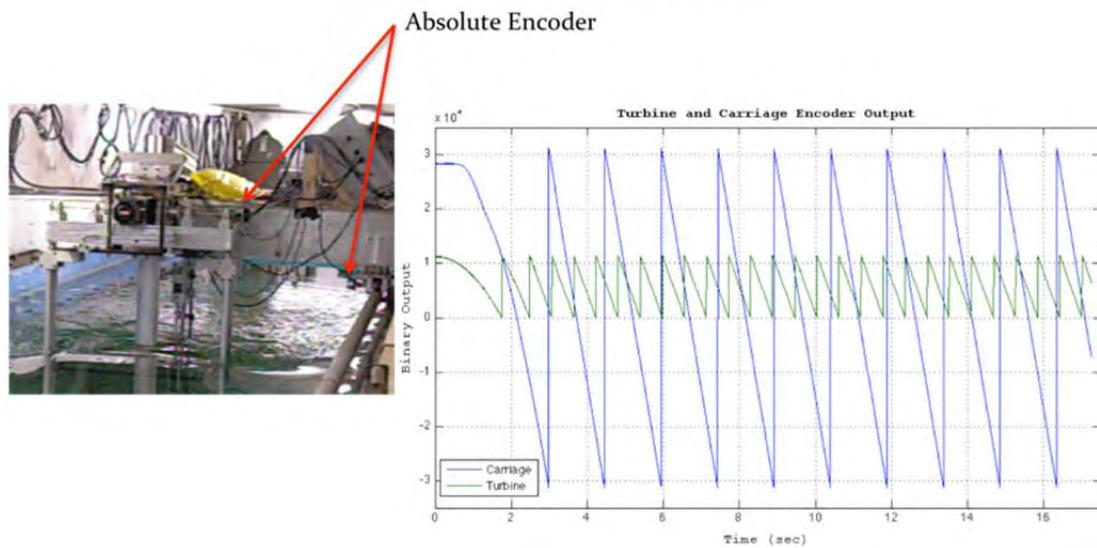 Absolute Encoder
Turbine and Carriage Encoder Output
x 10⁴
3
2
1
0
-1
-2
-3
Binary Output
Carriage
Turbine
0 2 4 6 8 10 12 14 16
Time (sec)